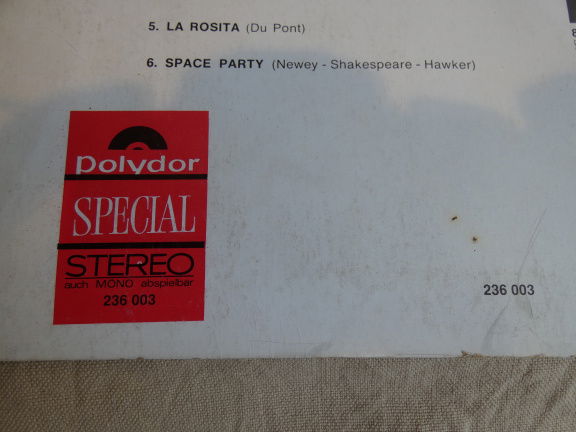 5. LA ROSITA (Du Pont)
6. SPACE PARTY (Newey - Shakespeare - Hawker)
polydor
SPECIAL
STEREO
auch MONO abspielbar
236 003
236 003